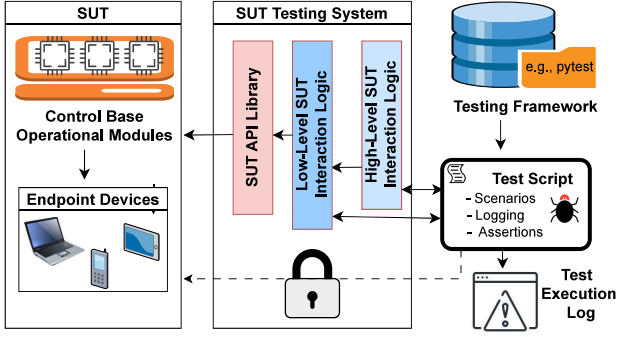 SUT
Control Base
Operational Modules
Endpoint Devices
SUT Testing System
SUT API Library
Low-Level SUT
Interaction Logic
High-Level SUT
Interaction Logic
e.g., pytest
Testing Framework
Test Script
- Scenarios
- Logging
- Assertions
Test
Execution
Log